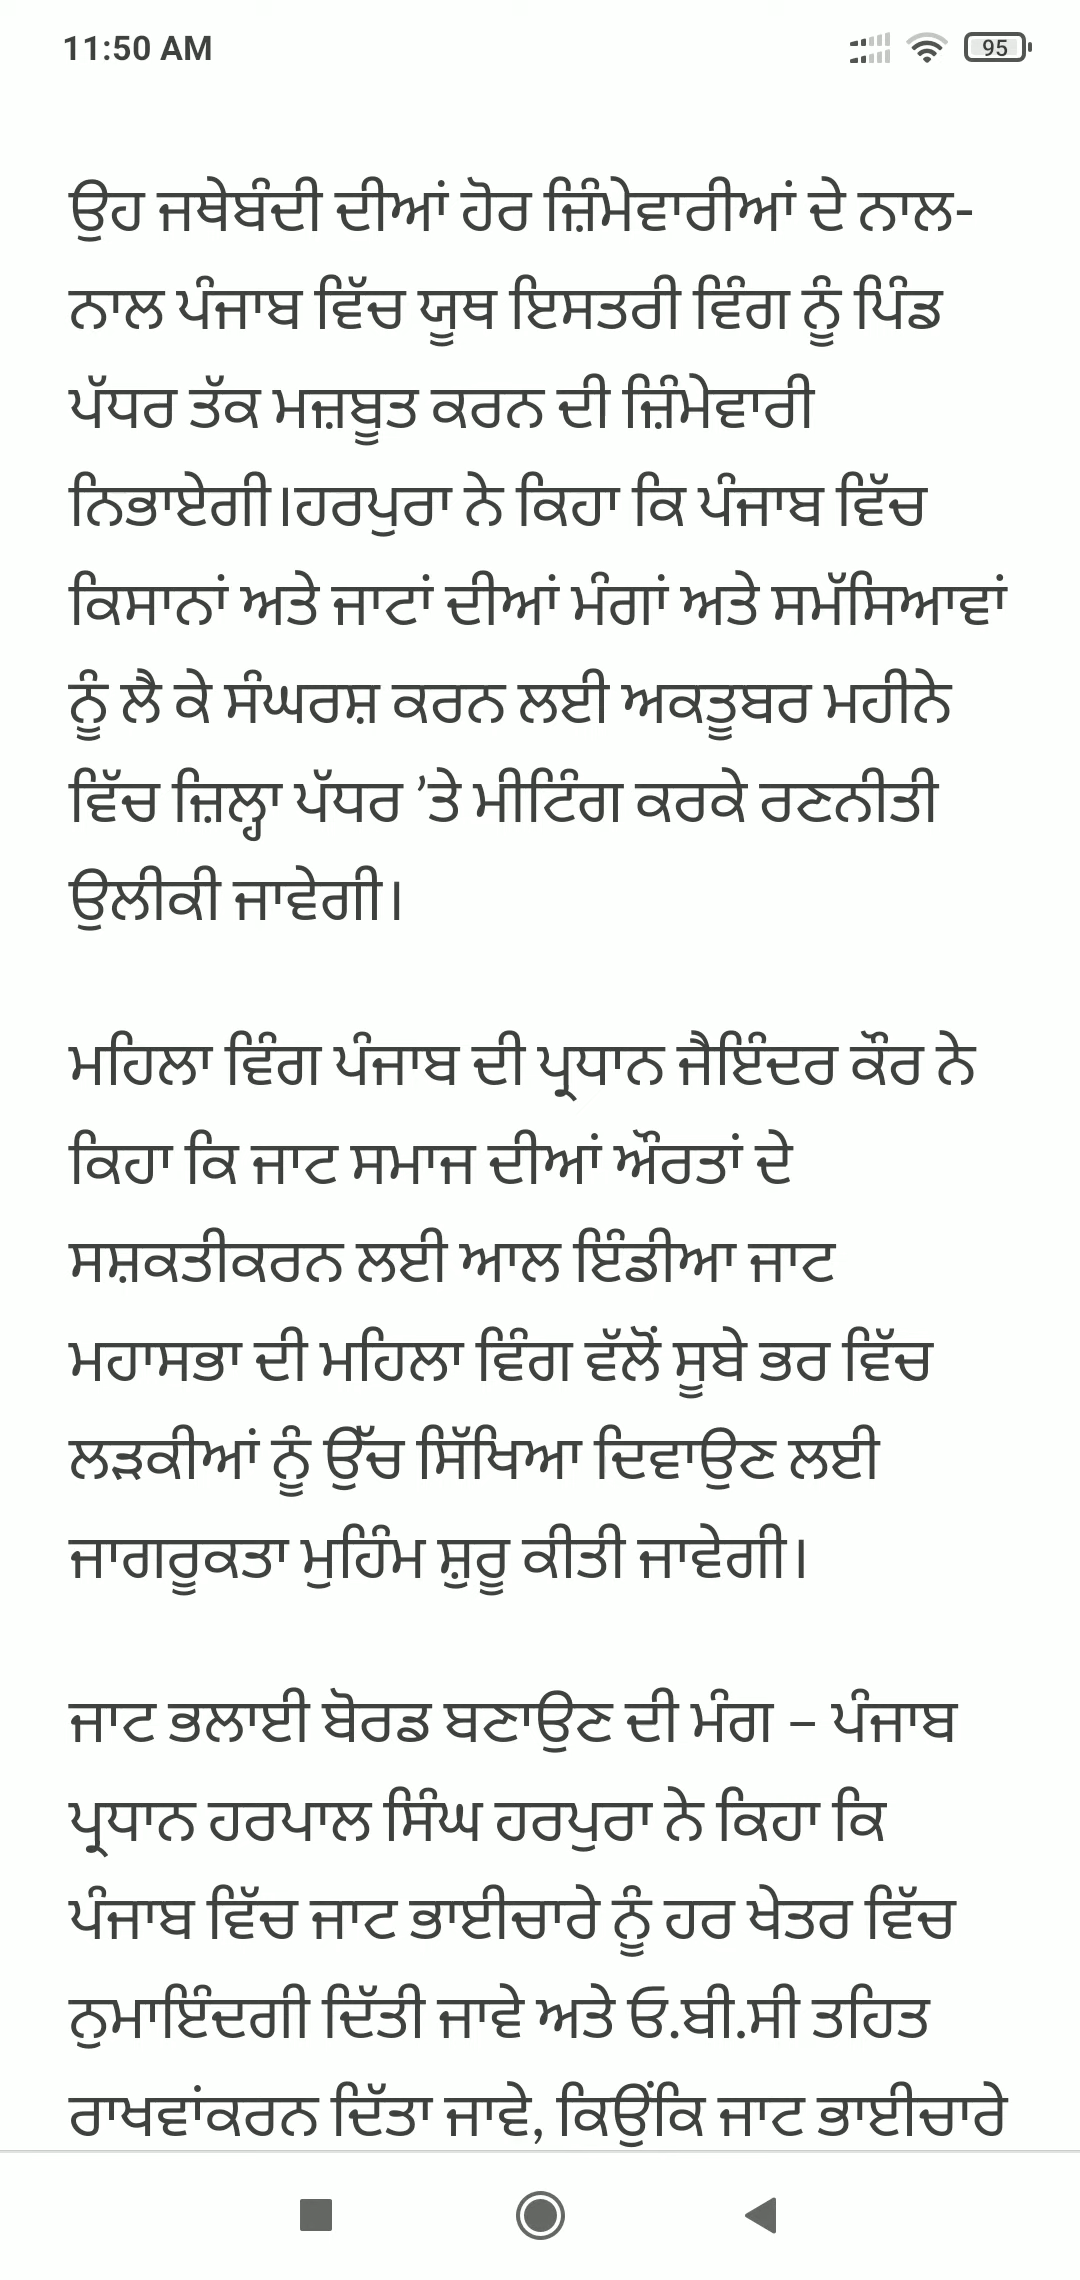 11:50 AM
95
ਉਹ ਜਥੇਬੰਦੀ ਦੀਆਂ ਹੋਰ ਜ਼ਿੰਮੇਵਾਰੀਆਂ ਦੇ ਨਾਲ-
ਨਾਲ ਪੰਜਾਬ ਵਿੱਚ ਯੂਥ ਇਸਤਰੀ ਵਿੰਗ ਨੂੰ ਪਿੰਡ
ਪੱਧਰ ਤੱਕ ਮਜ਼ਬੂਤ ਕਰਨ ਦੀ ਜ਼ਿੰਮੇਵਾਰੀ
ਨਿਭਾਏਗੀ।ਹਰਪੁਰਾ ਨੇ ਕਿਹਾ ਕਿ ਪੰਜਾਬ ਵਿੱਚ
ਕਿਸਾਨਾਂ ਅਤੇ ਜਾਟਾਂ ਦੀਆਂ ਮੰਗਾਂ ਅਤੇ ਸਮੱਸਿਆਵਾਂ
ਨੂੰ ਲੈ ਕੇ ਸੰਘਰਸ਼ ਕਰਨ ਲਈ ਅਕਤੂਬਰ ਮਹੀਨੇ
ਵਿੱਚ ਜ਼ਿਲ੍ਹਾ ਪੱਧਰ ’ਤੇ ਮੀਟਿੰਗ ਕਰਕੇ ਰਣਨੀਤੀ
ਉਲੀਕੀ ਜਾਵੇਗੀ।
ਮਹਿਲਾ ਵਿੰਗ ਪੰਜਾਬ ਦੀ ਪ੍ਰਧਾਨ ਜੈਇੰਦਰ ਕੌਰ ਨੇ
ਕਿਹਾ ਕਿ ਜਾਟ ਸਮਾਜ ਦੀਆਂ ਔਰਤਾਂ ਦੇ
ਸਸ਼ਕਤੀਕਰਨ ਲਈ ਆਲ ਇੰਡੀਆ ਜਾਟ
ਮਹਾਸਭਾ ਦੀ ਮਹਿਲਾ ਵਿੰਗ ਵੱਲੋਂ ਸੂਬੇ ਭਰ ਵਿੱਚ
ਲੜਕੀਆਂ ਨੂੰ ਉੱਚ ਸਿੱਖਿਆ ਦਿਵਾਉਣ ਲਈ
ਜਾਗਰੂਕਤਾ ਮੁਹਿੰਮ ਸ਼ੁਰੂ ਕੀਤੀ ਜਾਵੇਗੀ।
ਜਾਟ ਭਲਾਈ ਬੋਰਡ ਬਣਾਉਣ ਦੀ ਮੰਗ – ਪੰਜਾਬ
ਪ੍ਰਧਾਨ ਹਰਪਾਲ ਸਿੰਘ ਹਰਪੁਰਾ ਨੇ ਕਿਹਾ ਕਿ
ਪੰਜਾਬ ਵਿੱਚ ਜਾਟ ਭਾਈਚਾਰੇ ਨੂੰ ਹਰ ਖੇਤਰ ਵਿੱਚ
ਨੁਮਾਇੰਦਗੀ ਦਿੱਤੀ ਜਾਵੇ ਅਤੇ ਓ.ਬੀ.ਸੀ ਤਹਿਤ
ਰਾਖਵਾਂਕਰਨ ਦਿੱਤਾ ਜਾਵੇ, ਕਿਉਂਕਿ ਜਾਟ ਭਾਈਚਾਰੇ